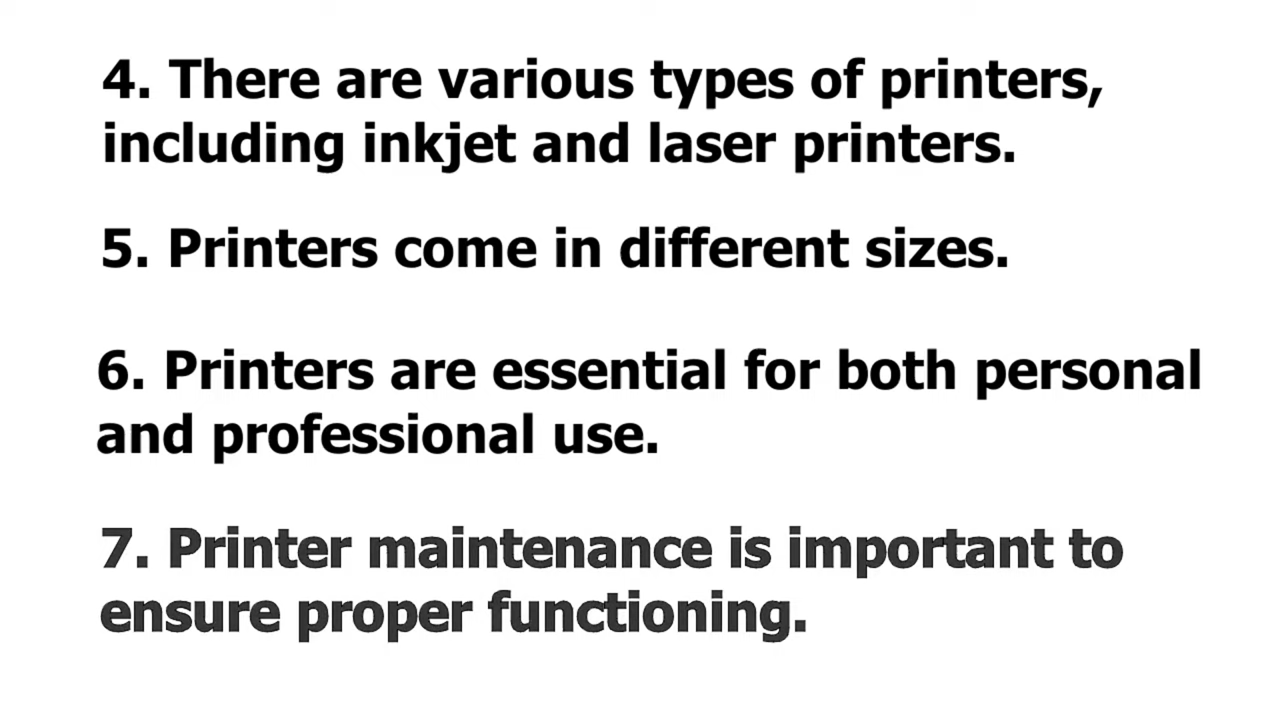 4. There are various types of printers,
including inkjet and laser printers.
5. Printers come in different sizes.
6. Printers are essential for both personal
and professional use.
7. Printer maintenance is important to
ensure proper functioning.